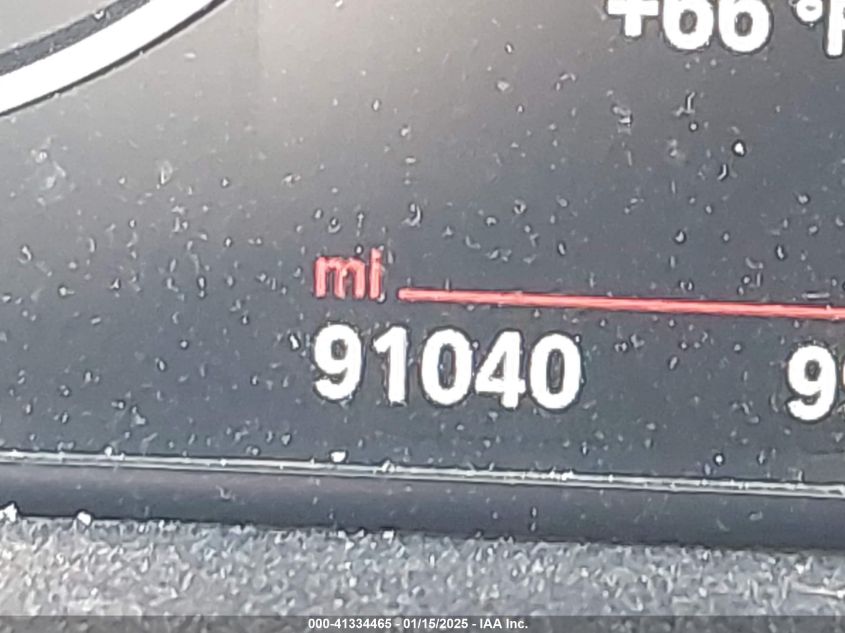 +66 °F
mi
91040
000-41334465 - 01/15/2025 - IAA Inc.